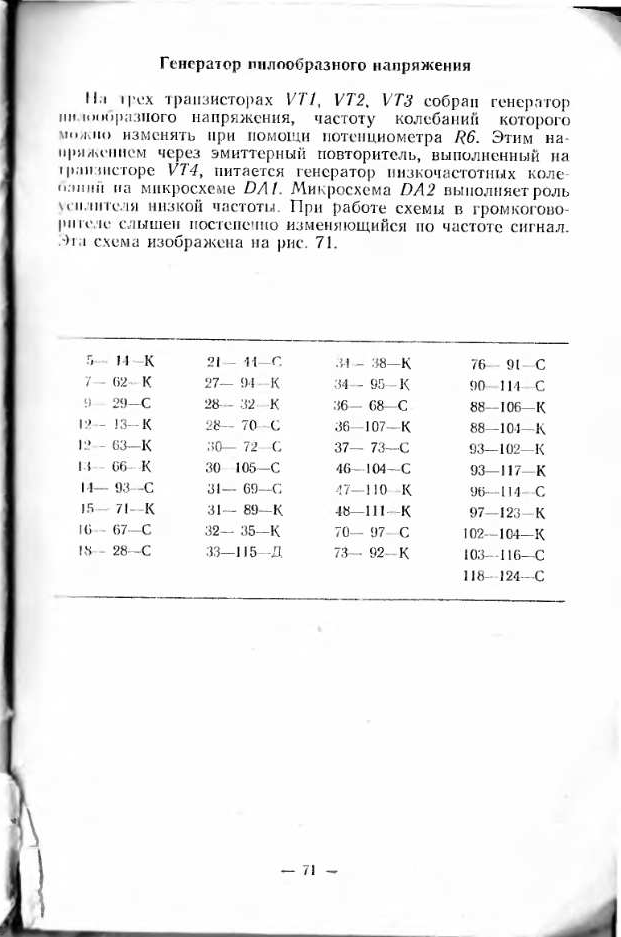 Генератор пилообразного напряжения
На трех транзисторах VT1, VT2, VT3 собран генератор
пилообразного напряжения, частоту колебаний которого
можно изменять при помощи потенциометра R6. Этим на-
пряжением через эмиттерный повторитель, выполненный на
транзисторе VT4, питается генератор низкочастотных коле-
баний на микросхеме DA1. Микросхема DA2 выполняет роль
усилителя низкой частоты. При работе схемы в громкогово-
рителе слышен постепенно изменяющийся по частоте сигнал.
Эта схема изображена на рис. 71.
5— 14—К 21— 44—С 34— 38—К 76— 91—С
7— 62—К 27— 94—К 34— 95—К 90—114—С
9— 29—С 28— 32—К 36— 68—С 88—106—К
12— 13—К 28— 70—С 36—107—К 88—104—К
12— 63—К 30— 72—С 37— 73—С 93—102—К
13— 66—К 30—105—С 46—104—С 93—117—К
14— 93—С 31— 69—С 47—110—К 96—114—С
15— 71—К 31— 89—К 48—111—К 97—123—К
16— 67—С 32— 35—К 70— 97—С 102—104—К
18— 28—С 33—115—Д 73— 92—К 103—116—С
118—124—С
— 71 —